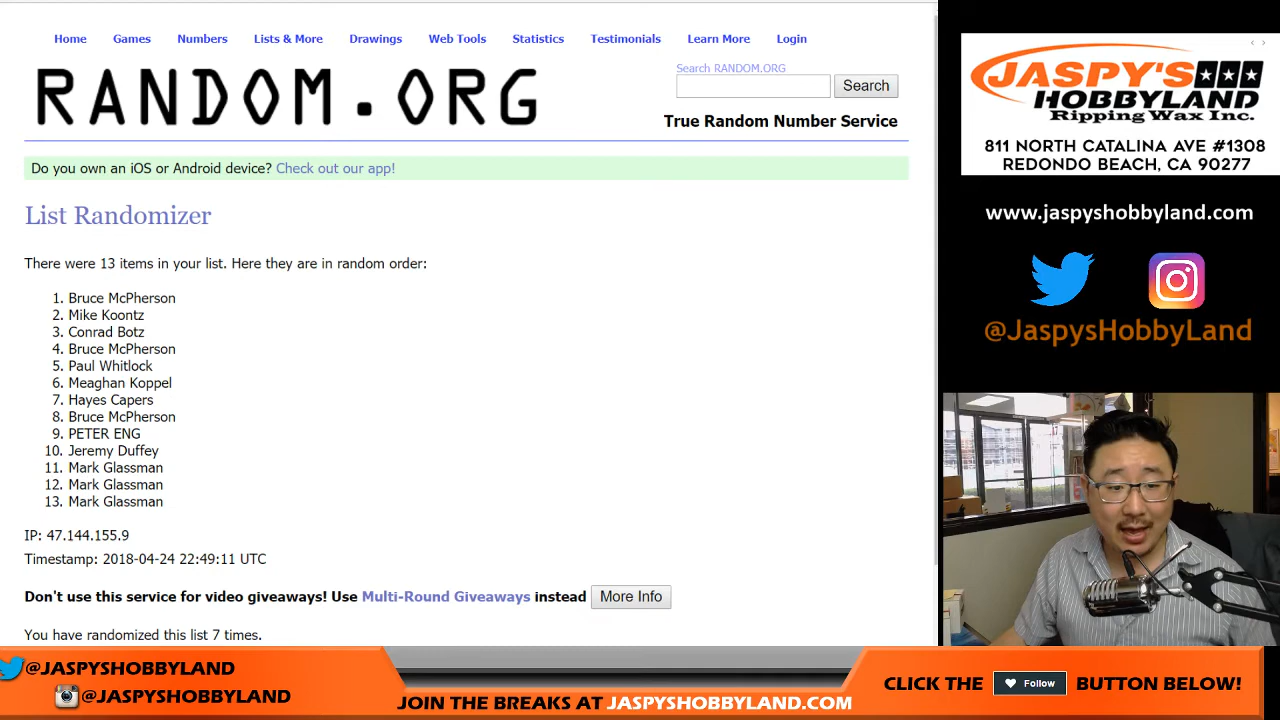 Home Games Numbers Lists & More Drawings Web Tools Statistics Testimonials Learn More Login
RANDOM.ORG
Search RANDOM.ORG
Search
True Random Number Service
Do you own an iOS or Android device? Check out our app!
List Randomizer
There were 13 items in your list. Here they are in random order:
1. Bruce McPherson
2. Mike Koontz
3. Conrad Botz
4. Bruce McPherson
5. Paul Whitlock
6. Meaghan Koppel
7. Hayes Capers
8. Bruce McPherson
9. PETER ENG
10. Jeremy Duffey
11. Mark Glassman
12. Mark Glassman
13. Mark Glassman
IP: 47.144.155.9
Timestamp: 2018-04-24 22:49:11 UTC
Don't use this service for video giveaways! Use Multi-Round Giveaways instead More Info
You have randomized this list 7 times.
JASPY'S
HOBBYLAND
Ripping Wax Inc.
811 NORTH CATALINA AVE #1308
REDONDO BEACH, CA 90277
www.jaspyshobbyland.com
@JaspysHobbyLand
@JASPYSHOBBYLAND
@JASPYSHOBBYLAND
JOIN THE BREAKS AT JASPYSHOBBYLAND.COM
CLICK THE Follow BUTTON BELOW!